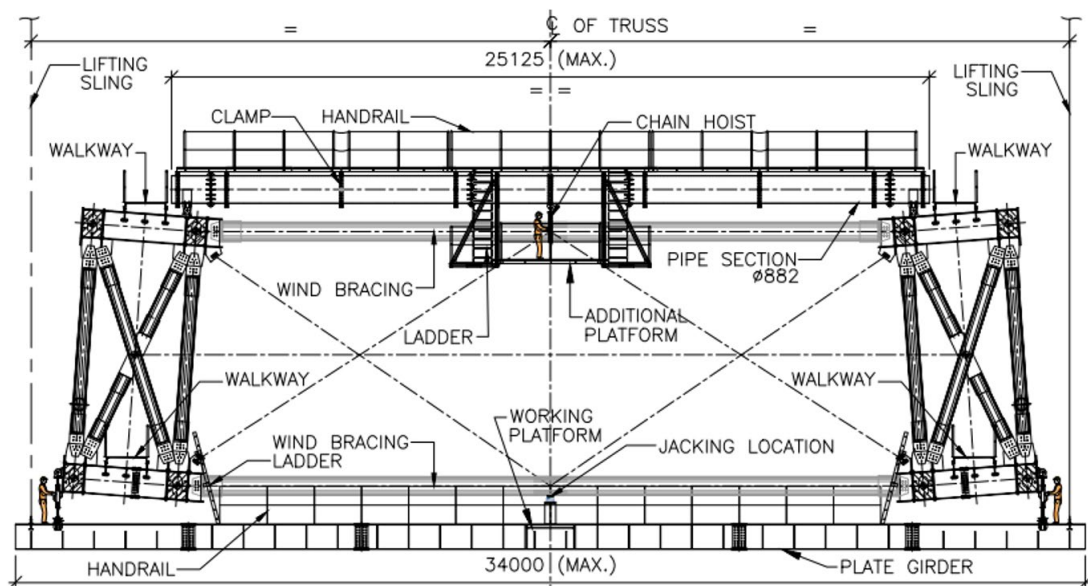 ℄ OF TRUSS
=
=
25125 (MAX.)
= =
LIFTING
SLING
LIFTING
SLING
CLAMP
HANDRAIL
CHAIN HOIST
WALKWAY
WALKWAY
PIPE SECTION
ø882
WIND BRACING
LADDER
ADDITIONAL
PLATFORM
WALKWAY
WALKWAY
WORKING
PLATFORM
WIND BRACING
LADDER
JACKING LOCATION
HANDRAIL
34000 (MAX.)
PLATE GIRDER